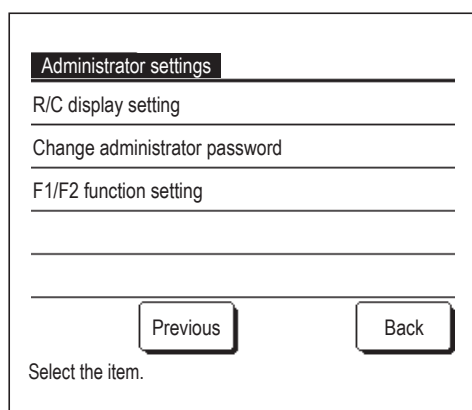 Administrator settings
R/C display setting
Change administrator password
F1/F2 function setting
Previous
Back
Select the item.